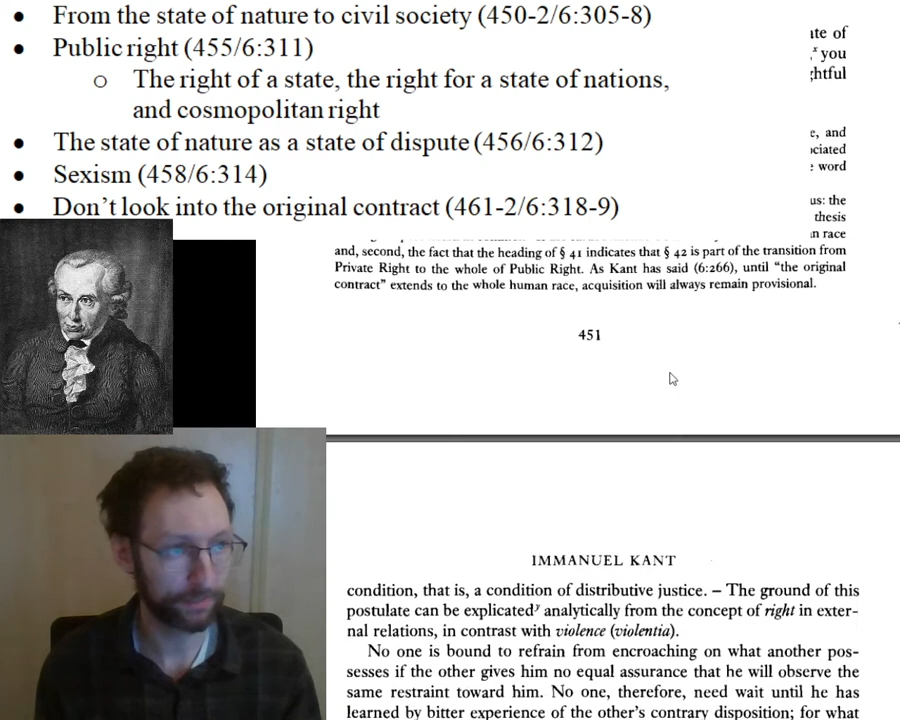 From the state of nature to civil society (450-2/6:305-8)
Public right (455/6:311)
The right of a state, the right for a state of nations,
and cosmopolitan right
The state of nature as a state of dispute (456/6:312)
Sexism (458/6:314)
Don't look into the original contract (461-2/6:318-9)
of
you
e, and
word
us: the
thesis
race
and, second, the fact that the heading of § 41 indicates that § 42 is part of the transition from
Private Right to the whole of Public Right. As Kant has said (6:266), until “the original
contract” extends to the whole human race, acquisition will always remain provisional.
451
IMMANUEL KANT
condition, that is, a condition of distributive justice. – The ground of this
postulate can be explicatedʸ analytically from the concept of right in exter-
nal relations, in contrast with violence (violentia).
No one is bound to refrain from encroaching on what another pos-
sesses if the other gives him no equal assurance that he will observe the
same restraint toward him. No one, therefore, need wait until he has
learned by bitter experience of the other's contrary disposition; for what